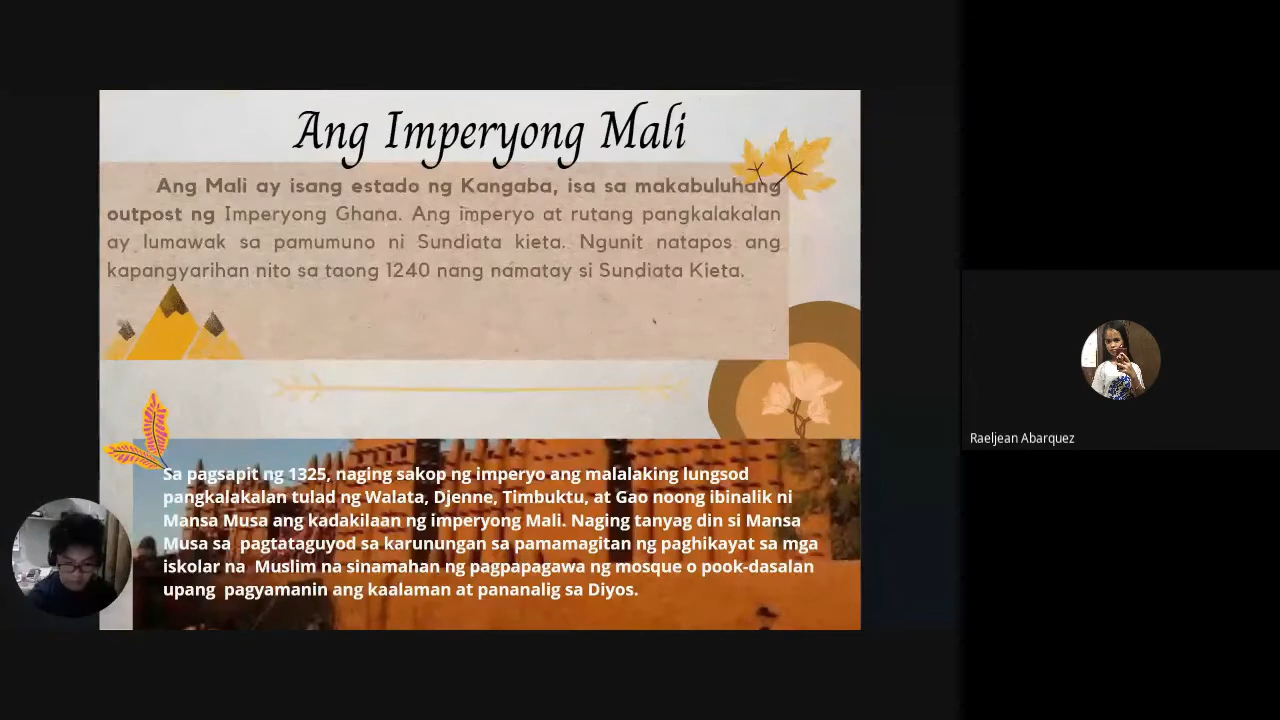 Ang Imperyong Mali
Ang Mali ay isang estado ng Kangaba, isa sa makabuluhang
outpost ng Imperyong Ghana. Ang imperyo at rutang pangkalakalan
ay lumawak sa pamumuno ni Sundiata kieta. Ngunit natapos ang
kapangyarihan nito sa taong 1240 nang namatay si Sundiata Kieta.
Sa pagsapit ng 1325, naging sakop ng imperyo ang malalaking lungsod
pangkalakalan tulad ng Walata, Djenne, Timbuktu, at Gao noong ibinalik ni
Mansa Musa ang kadakilaan ng imperyong Mali. Naging tanyag din si Mansa
Musa sa pagtataguyod sa karunungan sa pamamagitan ng paghikayat sa mga
iskolar na Muslim na sinamahan ng pagpapagawa ng mosque o pook-dasalan
upang pagyamanin ang kaalaman at pananalig sa Diyos.
Raeljean Abarquez